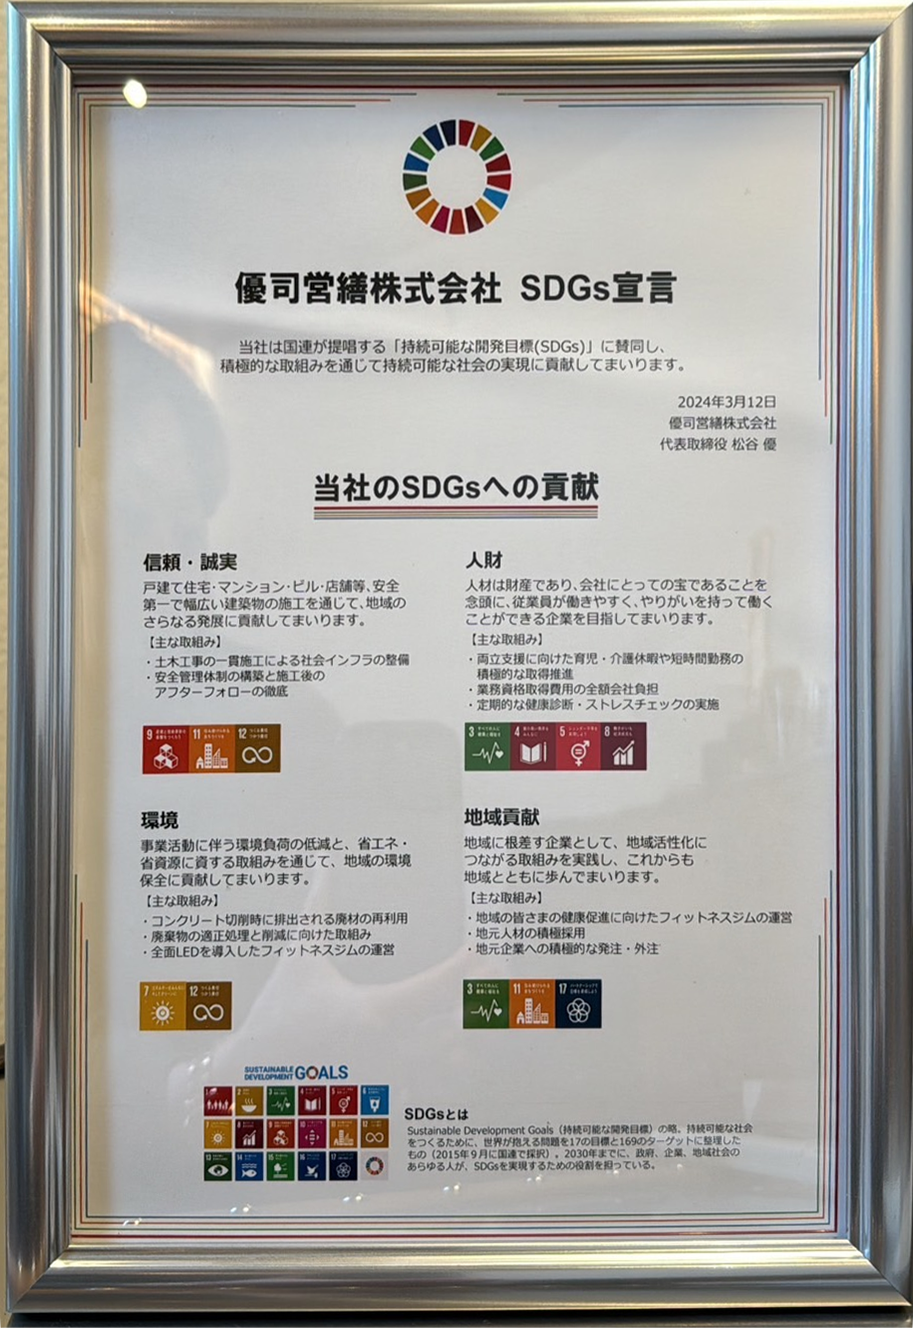 優司営繕株式会社 SDGs宣言
当社は国連が提唱する「持続可能な開発目標(SDGs)」に賛同し、
積極的な取組みを通じて持続可能な社会の実現に貢献してまいります。
2024年3月12日
優司営繕株式会社
代表取締役 松谷 優
当社のSDGsへの貢献
信頼・誠実
戸建て住宅・マンション・ビル・店舗等、安全
第一で幅広い建築物の施工を通じて、地域の
さらなる発展に貢献してまいります。
【主な取組み】
・土木工事の一貫施工による社会インフラの整備
・安全管理体制の構築と施工後の
アフターフォローの徹底
9 11 12
人財
人材は財産であり、会社にとっての宝であることを
念頭に、従業員が働きやすく、やりがいを持って働く
ことができる企業を目指してまいります。
【主な取組み】
・両立支援に向けた育児・介護休暇や短時間勤務の
積極的な取得推進
・業務資格取得費用の全額会社負担
・定期的な健康診断・ストレスチェックの実施
3 4 5 8
環境
事業活動に伴う環境負荷の低減と、省エネ・
省資源に資する取組みを通じて、地域の環境
保全に貢献してまいります。
【主な取組み】
・コンクリート切削時に排出される廃材の再利用
・廃棄物の適正処理と削減に向けた取組み
・全面LEDを導入したフィットネスジムの運営
7 12
地域貢献
地域に根差す企業として、地域活性化に
つながる取組みを実践し、これからも
地域とともに歩んでまいります。
【主な取組み】
・地域の皆さまの健康促進に向けたフィットネスジムの運営
・地元人材の積極採用
・地元企業への積極的な発注・外注
3 11 17
SUSTAINABLE
DEVELOPMENT GOALS
SDGsとは
Sustainable Development Goals（持続可能な開発目標）の略。持続可能な社会
をつくるために、世界が抱える問題を17の目標と169のターゲットに整理した
もの（2015年９月に国連で採択）。2030年までに、政府、企業、地域社会の
あらゆる人が、SDGsを実現するための役割を担っている。